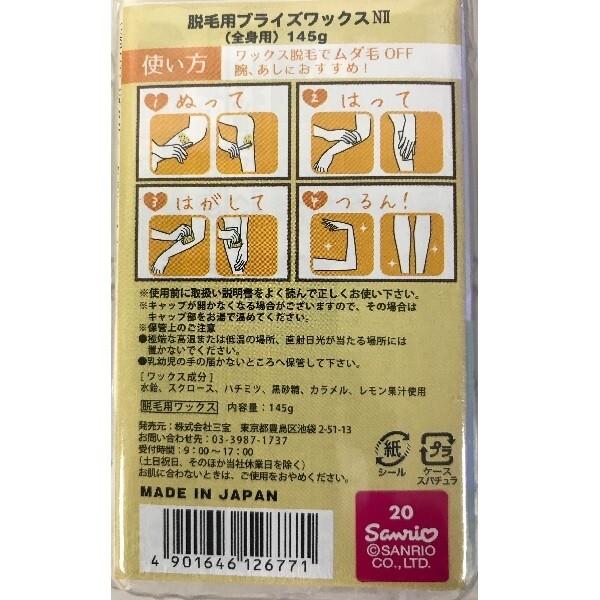 脱毛用ブライズワックスNⅡ
（全身用）145g
使い方
ワックス脱毛でムダ毛OFF
腕、あしにおすすめ！
1 ぬって
2 はって
3 はがして
4 つるん！
※使用前に取扱い説明書をよく読んで正しくお使い下さい。
※キャップが開かなくなる場合がございますので、その場合は
キャップ部をお湯で温めてください。
※保管上のご注意
●極端な高温または低温の場所、直射日光が当たる場所には
置かないでください。
●乳幼児の手の届かないところへ保管して下さい。
［ワックス成分］
水飴、スクロース、ハチミツ、黒砂糖、カラメル、レモン果汁使用
脱毛用ワックス 内容量：145g
発売元：株式会社三宝 東京都豊島区池袋2-51-13
お問い合わせ先：03-3987-1737
受付時間：9：00～17：00
（土日祝日、そのほか当社休業日を除く）
お肌に合わないときは、ご使用をおやめください。
紙
シール
プラ
ケース
スパチュラ
MADE IN JAPAN
4 901646 126771
20
Sanrio
©SANRIO
CO.,LTD.